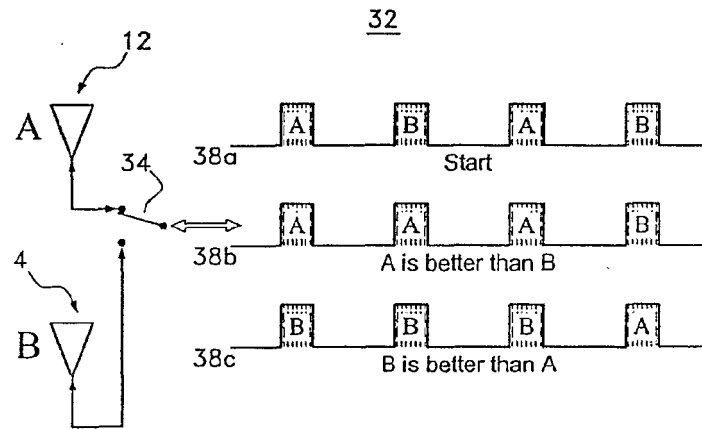 32
12
A
A B A B
38a
Start
34
A A A B
38b
A is better than B
4
B
B B B A
38c
B is better than A